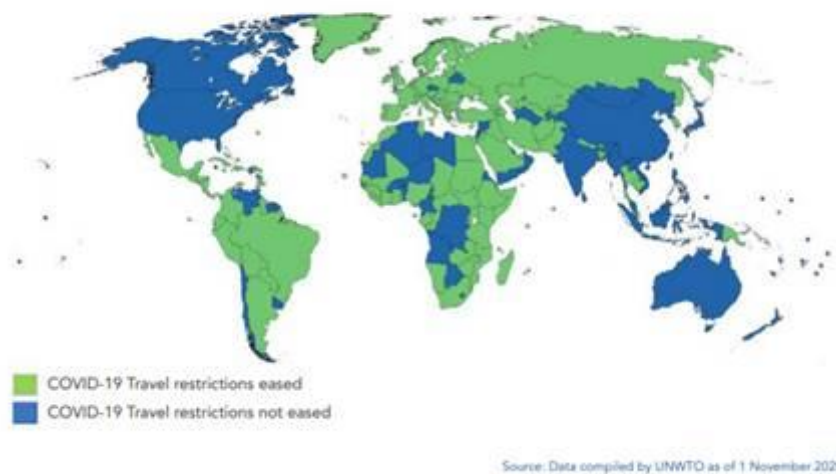 COVID-19 Travel restrictions eased
COVID-19 Travel restrictions not eased
Source: Data compiled by UNWTO as of 1 November 202